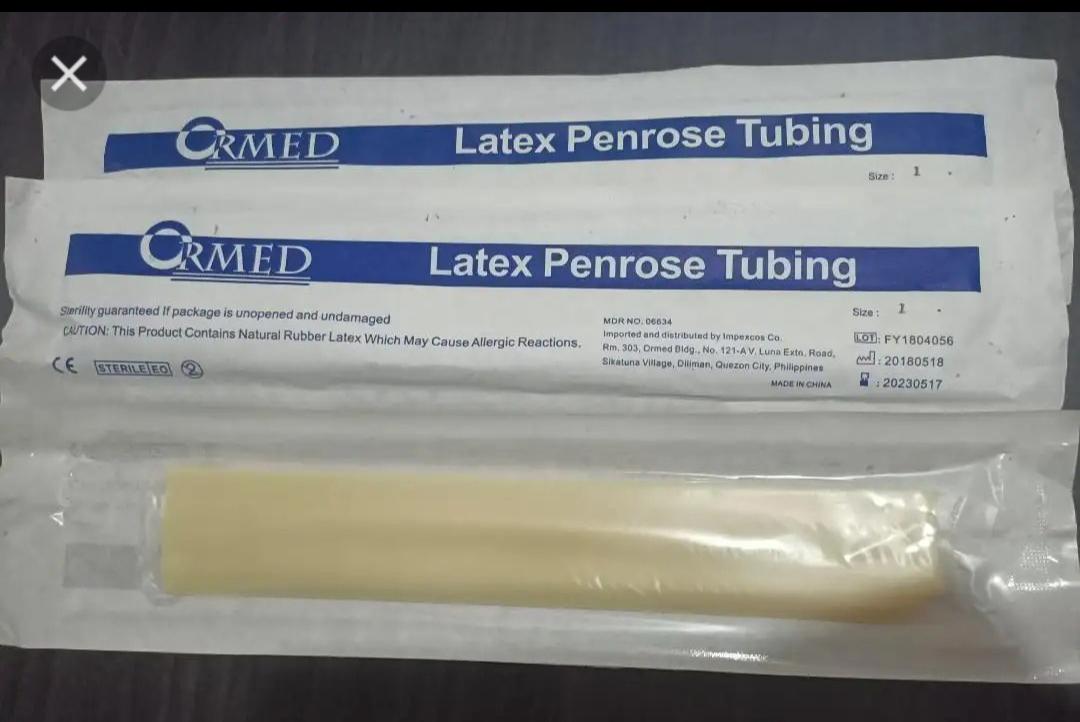 ORMED
Latex Penrose Tubing
Size : 1
ORMED
Latex Penrose Tubing
Sterility guaranteed If package is unopened and undamaged
CAUTION: This Product Contains Natural Rubber Latex Which May Cause Allergic Reactions.
CE STERILE EO 2
MDR NO. 06634
Imported and distributed by Impexcos Co.
Rm. 303, Ormed Bldg., No. 121-A V. Luna Extn. Road,
Sikatuna Village, Diliman, Quezon City, Philippines
MADE IN CHINA
Size : 1
LOT: FY1804056
: 20180518
: 20230517